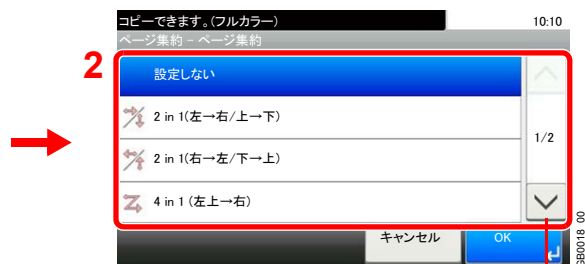 コピーできます。(フルカラー)
10:10
ページ集約 - ページ集約
2
設定しない
2 in 1(左→右/上→下)
2 in 1(右→左/下→上)
1/2
4 in 1 (左上→右)
キャンセル
OK
GB0018_00